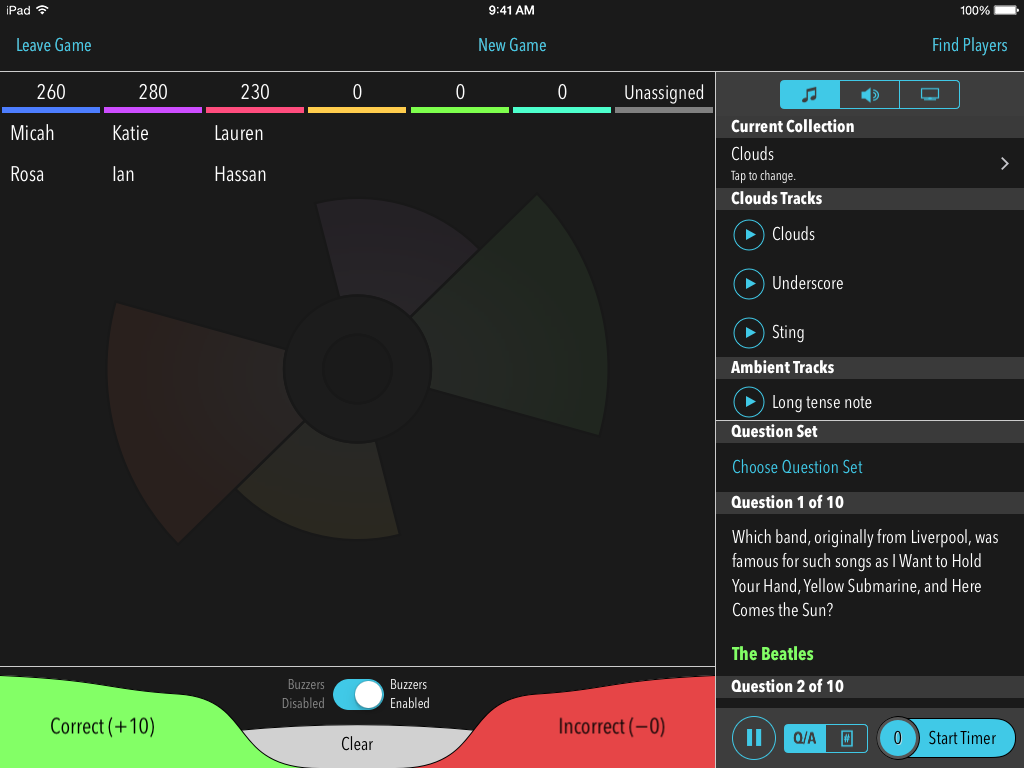 iPad 9:41 AM 100%
Leave Game New Game Find Players
260 280 230 0 0 0 Unassigned
Micah Katie Lauren
Rosa Ian Hassan
Current Collection
Clouds
Tap to change.
Clouds Tracks
Clouds
Underscore
Sting
Ambient Tracks
Long tense note
Question Set
Choose Question Set
Question 1 of 10
Which band, originally from Liverpool, was
famous for such songs as I Want to Hold
Your Hand, Yellow Submarine, and Here
Comes the Sun?
The Beatles
Question 2 of 10
Buzzers
Disabled
Buzzers
Enabled
Correct (+10)
Clear
Incorrect (−0)
Q/A # 0 Start Timer